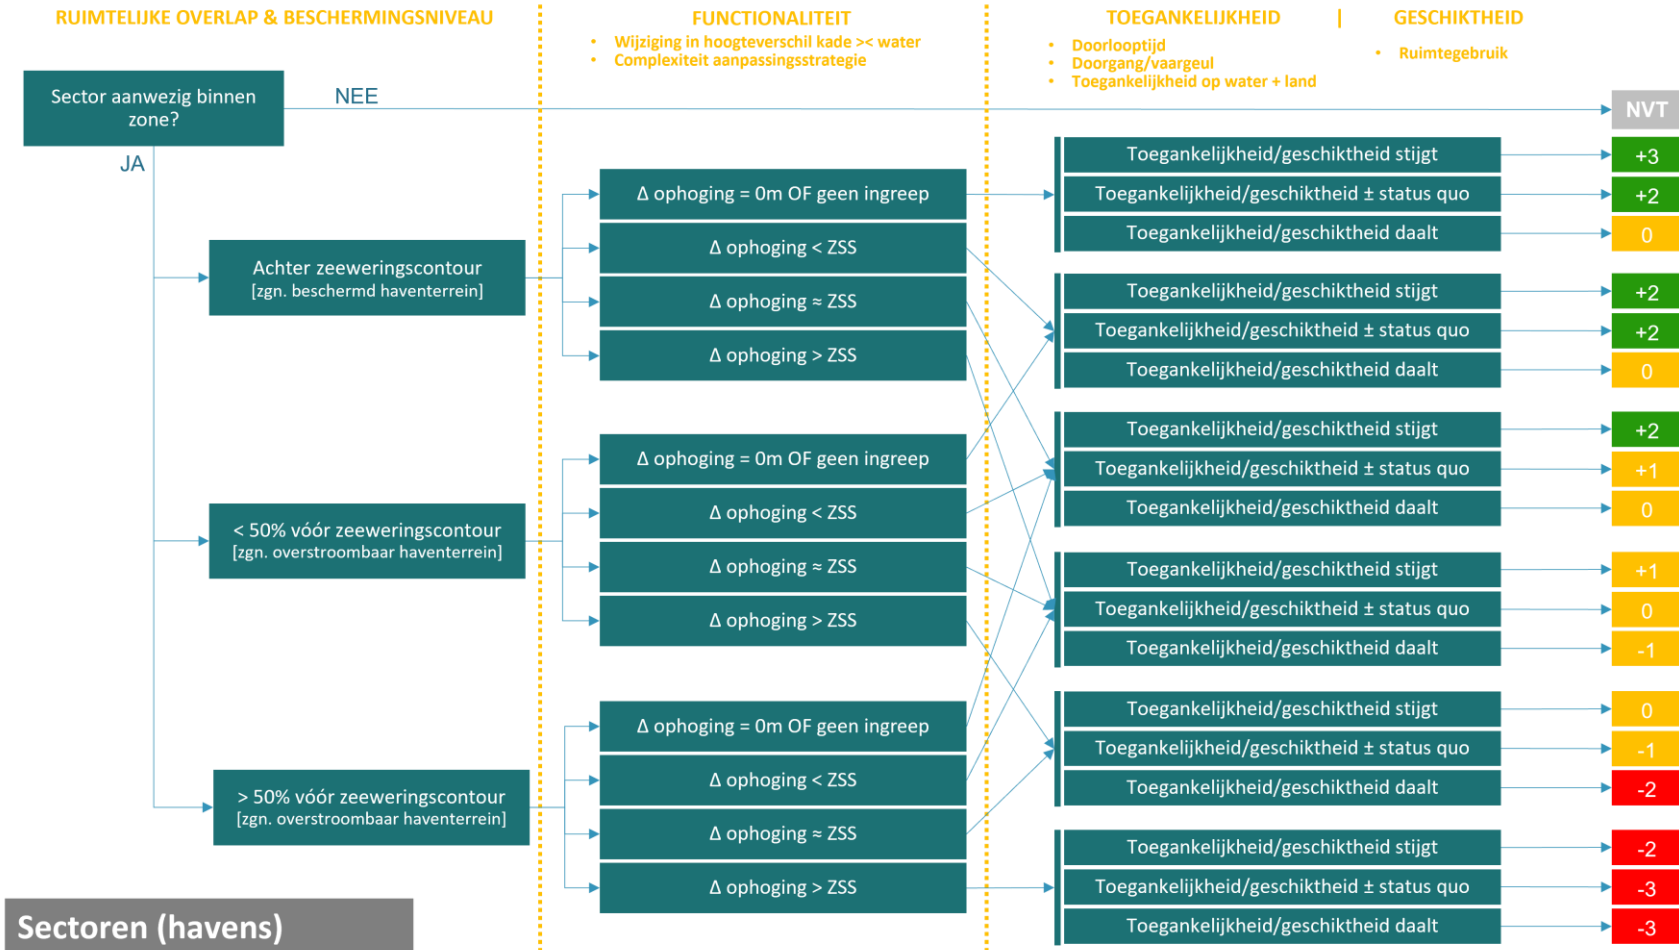 RUIMTELIJKE OVERLAP & BESCHERMINGSNIVEAU
FUNCTIONALITEIT
• Wijziging in hoogteverschil kade >< water
• Complexiteit aanpassingsstrategie
TOEGANKELIJKHEID | GESCHIKTHEID
• Doorlooptijd
• Doorgang/vaargeul
• Toegankelijkheid op water + land
• Ruimtegebruik
Sector aanwezig binnen
zone?
NEE
NVT
JA
Achter zeeweringscontour
[zgn. beschermd haventerrein]
< 50% vóór zeeweringscontour
[zgn. overstroombaar haventerrein]
> 50% vóór zeeweringscontour
[zgn. overstroombaar haventerrein]
Δ ophoging = 0m OF geen ingreep
Δ ophoging < ZSS
Δ ophoging ≈ ZSS
Δ ophoging > ZSS
Δ ophoging = 0m OF geen ingreep
Δ ophoging < ZSS
Δ ophoging ≈ ZSS
Δ ophoging > ZSS
Δ ophoging = 0m OF geen ingreep
Δ ophoging < ZSS
Δ ophoging ≈ ZSS
Δ ophoging > ZSS
Toegankelijkheid/geschiktheid stijgt +3
Toegankelijkheid/geschiktheid ± status quo +2
Toegankelijkheid/geschiktheid daalt 0
Toegankelijkheid/geschiktheid stijgt +2
Toegankelijkheid/geschiktheid ± status quo +2
Toegankelijkheid/geschiktheid daalt 0
Toegankelijkheid/geschiktheid stijgt +2
Toegankelijkheid/geschiktheid ± status quo +1
Toegankelijkheid/geschiktheid daalt 0
Toegankelijkheid/geschiktheid stijgt +1
Toegankelijkheid/geschiktheid ± status quo 0
Toegankelijkheid/geschiktheid daalt -1
Toegankelijkheid/geschiktheid stijgt 0
Toegankelijkheid/geschiktheid ± status quo -1
Toegankelijkheid/geschiktheid daalt -2
Toegankelijkheid/geschiktheid stijgt -2
Toegankelijkheid/geschiktheid ± status quo -3
Toegankelijkheid/geschiktheid daalt -3
Sectoren (havens)